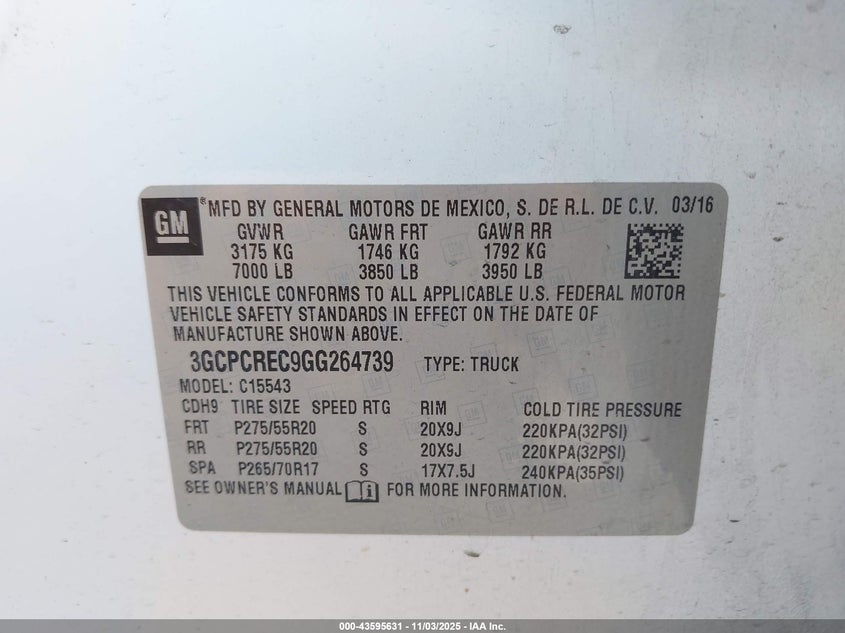 GM
® MFD BY GENERAL MOTORS DE MEXICO, S. DE R.L. DE C.V. 03/16
GVWR GAWR FRT GAWR RR
3175 KG 1746 KG 1792 KG
7000 LB 3850 LB 3950 LB
THIS VEHICLE CONFORMS TO ALL APPLICABLE U.S. FEDERAL MOTOR
VEHICLE SAFETY STANDARDS IN EFFECT ON THE DATE OF
MANUFACTURE SHOWN ABOVE.
3GCPCREC9GG264739 TYPE: TRUCK
MODEL: C15543
CDH9 TIRE SIZE SPEED RTG RIM COLD TIRE PRESSURE
FRT P275/55R20 S 20X9J 220KPA(32PSI)
RR P275/55R20 S 20X9J 220KPA(32PSI)
SPA P265/70R17 S 17X7.5J 240KPA(35PSI)
SEE OWNER'S MANUAL FOR MORE INFORMATION.
000-43595631 - 11/03/2025 - IAA Inc.